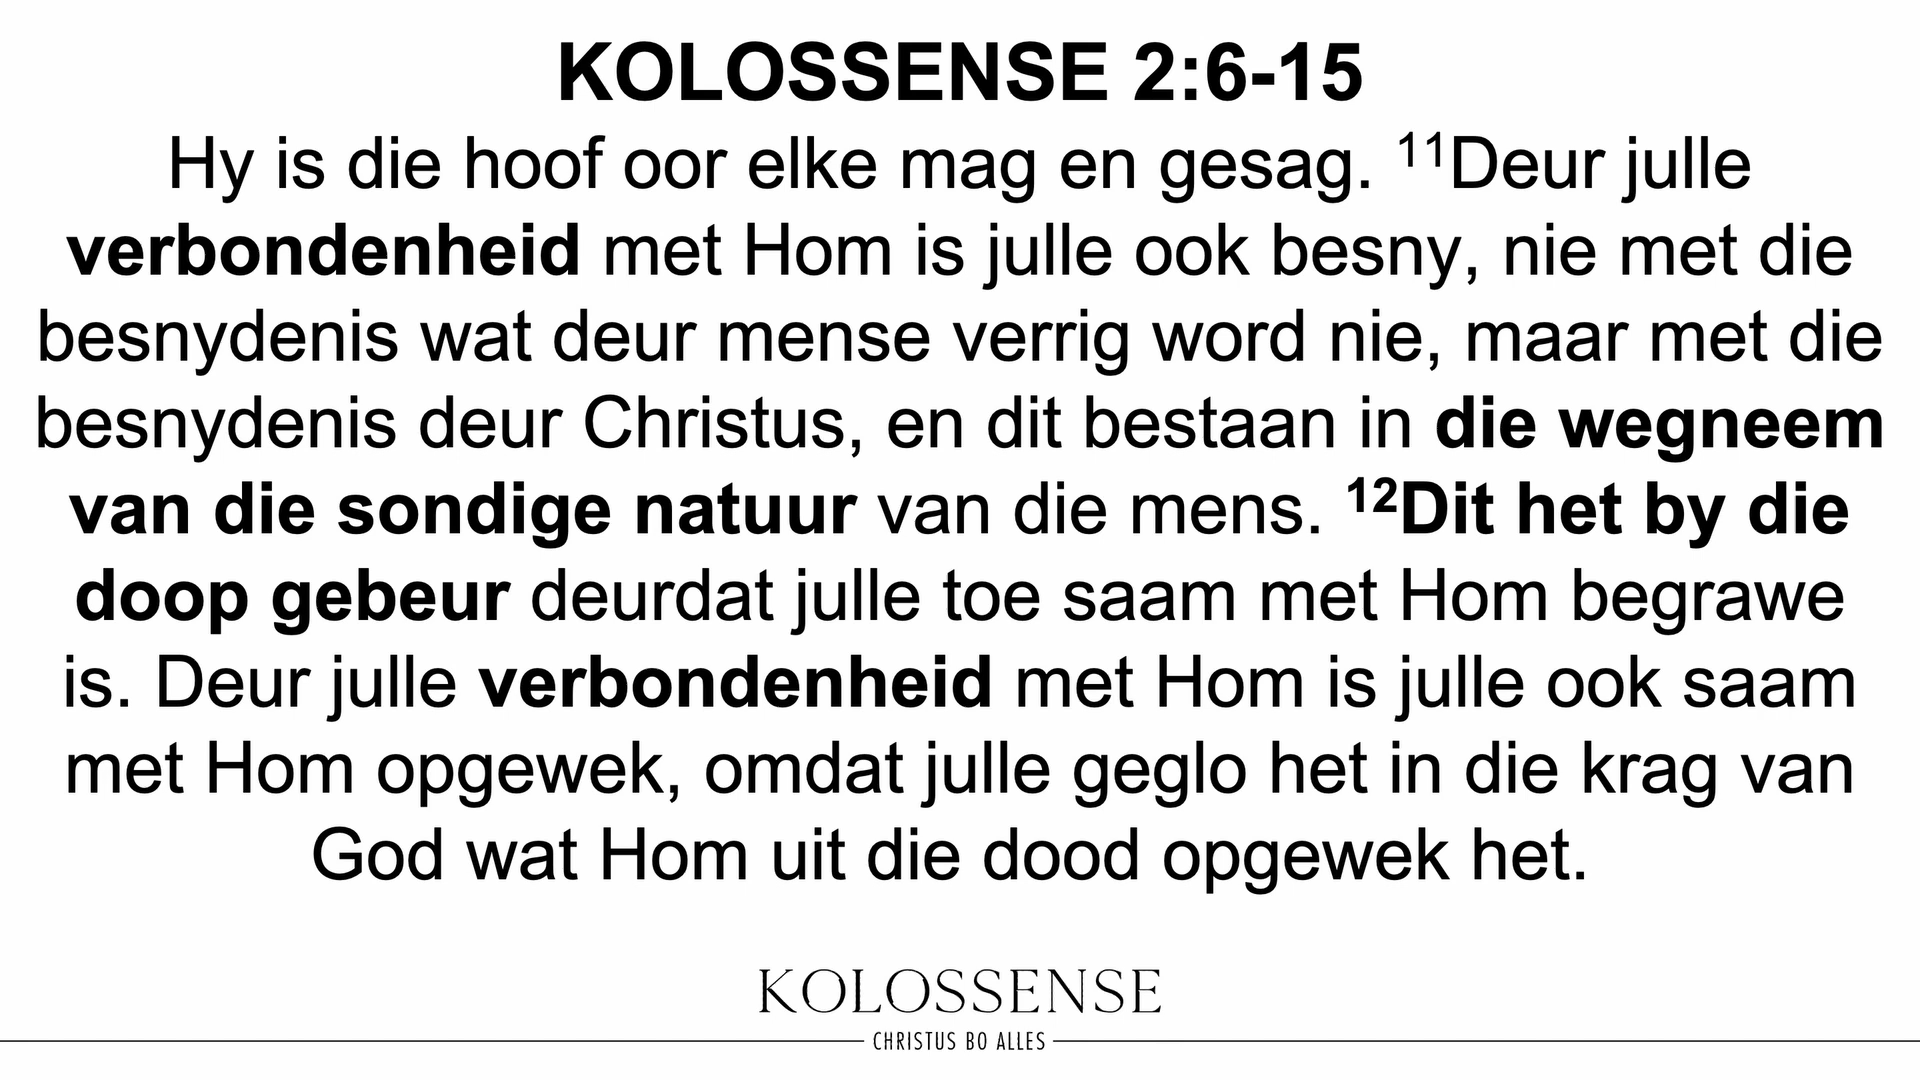 KOLOSSENSE 2:6-15
Hy is die hoof oor elke mag en gesag. ¹¹Deur julle
verbondenheid met Hom is julle ook besny, nie met die
besnydenis wat deur mense verrig word nie, maar met die
besnydenis deur Christus, en dit bestaan in die wegneem
van die sondige natuur van die mens. ¹²Dit het by die
doop gebeur deurdat julle toe saam met Hom begrawe
is. Deur julle verbondenheid met Hom is julle ook saam
met Hom opgewek, omdat julle geglo het in die krag van
God wat Hom uit die dood opgewek het.
KOLOSSENSE
CHRISTUS BO ALLES